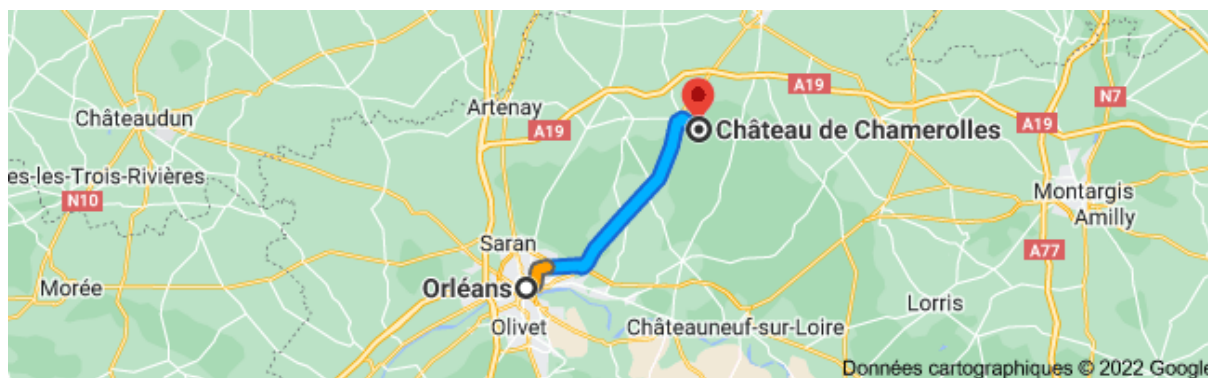 A19
N7
Artenay
Châteaudun
A19
Château de Chamerolles
A19
es-les-Trois-Rivières
Montargis
N10
Amilly
Saran
A77
Morée
Orléans
Lorris
Olivet
Châteauneuf-sur-Loire
Données cartographiques © 2022 Google